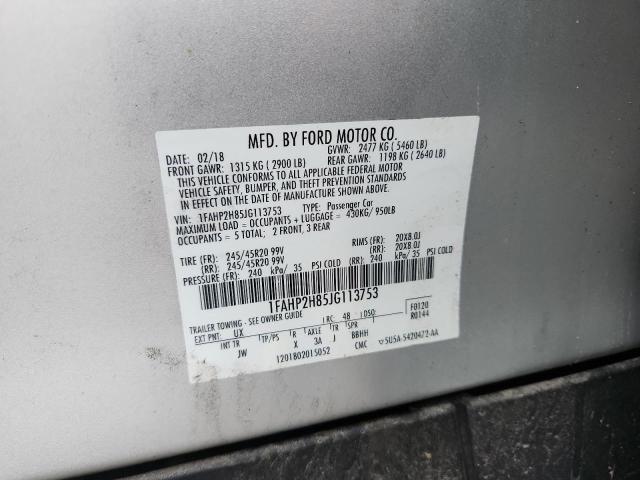 MFD. BY FORD MOTOR CO.
DATE: 02/18 GVWR: 2477 KG ( 5460 LB)
FRONT GAWR: 1315 KG ( 2900 LB) REAR GAWR: 1198 KG ( 2640 LB)
THIS VEHICLE CONFORMS TO ALL APPLICABLE FEDERAL MOTOR
VEHICLE SAFETY, BUMPER, AND THEFT PREVENTION STANDARDS
IN EFFECT ON THE DATE OF MANUFACTURE SHOWN ABOVE.
VIN: 1FAHP2H85JG113753 TYPE: Passenger Car
MAXIMUM LOAD = OCCUPANTS + LUGGAGE = 430KG/ 950LB
OCCUPANTS = 5 TOTAL; 2 FRONT, 3 REAR
TIRE (FR): 245/45R20 99V RIMS (FR): 20X8.0J
(RR): 245/45R20 99V (RR): 20X8.0J
PRESSURE (FR): 240 kPa/ 35 PSI COLD (RR): 240 kPa/ 35 PSI COLD
1FAHP2H85JG113753
TRAILER TOWING - SEE OWNER GUIDE
EXT PNT: UX RC: 48 DSO: F0120
R0144
INT TR TP/PS R AXLE TR SPR
JW X 3A J BBHH
1201802015052 CMC 5U5A-5420472-AA